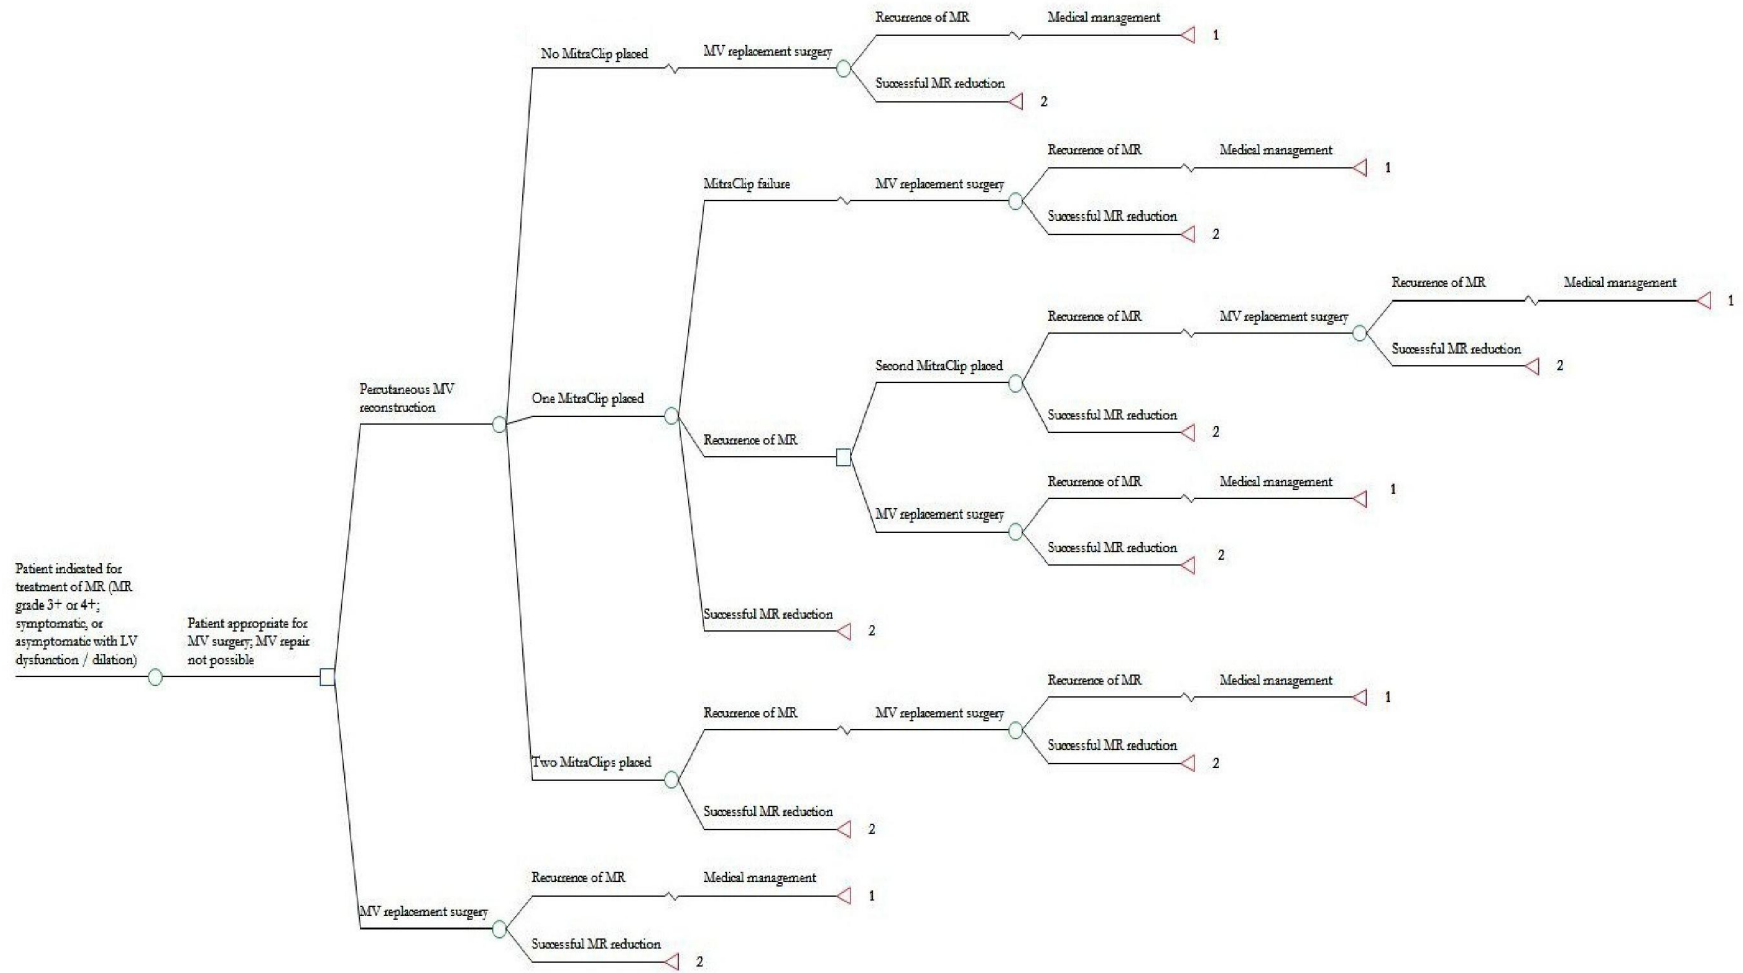 Recurrence of MR
Medical management
1
No MitraClip placed
MV replacement surgery
Successful MR reduction
2
Recurrence of MR
Medical management
1
MitraClip failure
MV replacement surgery
Successful MR reduction
2
Recurrence of MR
Medical management
1
Recurrence of MR
MV replacement surgery
Successful MR reduction
2
Second MitraClip placed
Percutaneous MV
reconstruction
One MitraClip placed
Successful MR reduction
2
Recurrence of MR
Recurrence of MR
Medical management
1
MV replacement surgery
Successful MR reduction
2
Patient indicated for
treatment of MR (MR
grade 3+ or 4+;
symptomatic, or
asymptomatic with LV
dysfunction / dilation)
Patient appropriate for
MV surgery; MV repair
not possible
Successful MR reduction
2
Recurrence of MR
Medical management
1
Recurrence of MR
MV replacement surgery
Successful MR reduction
2
Two MitraClips placed
Successful MR reduction
2
Recurrence of MR
Medical management
1
MV replacement surgery
Successful MR reduction
2